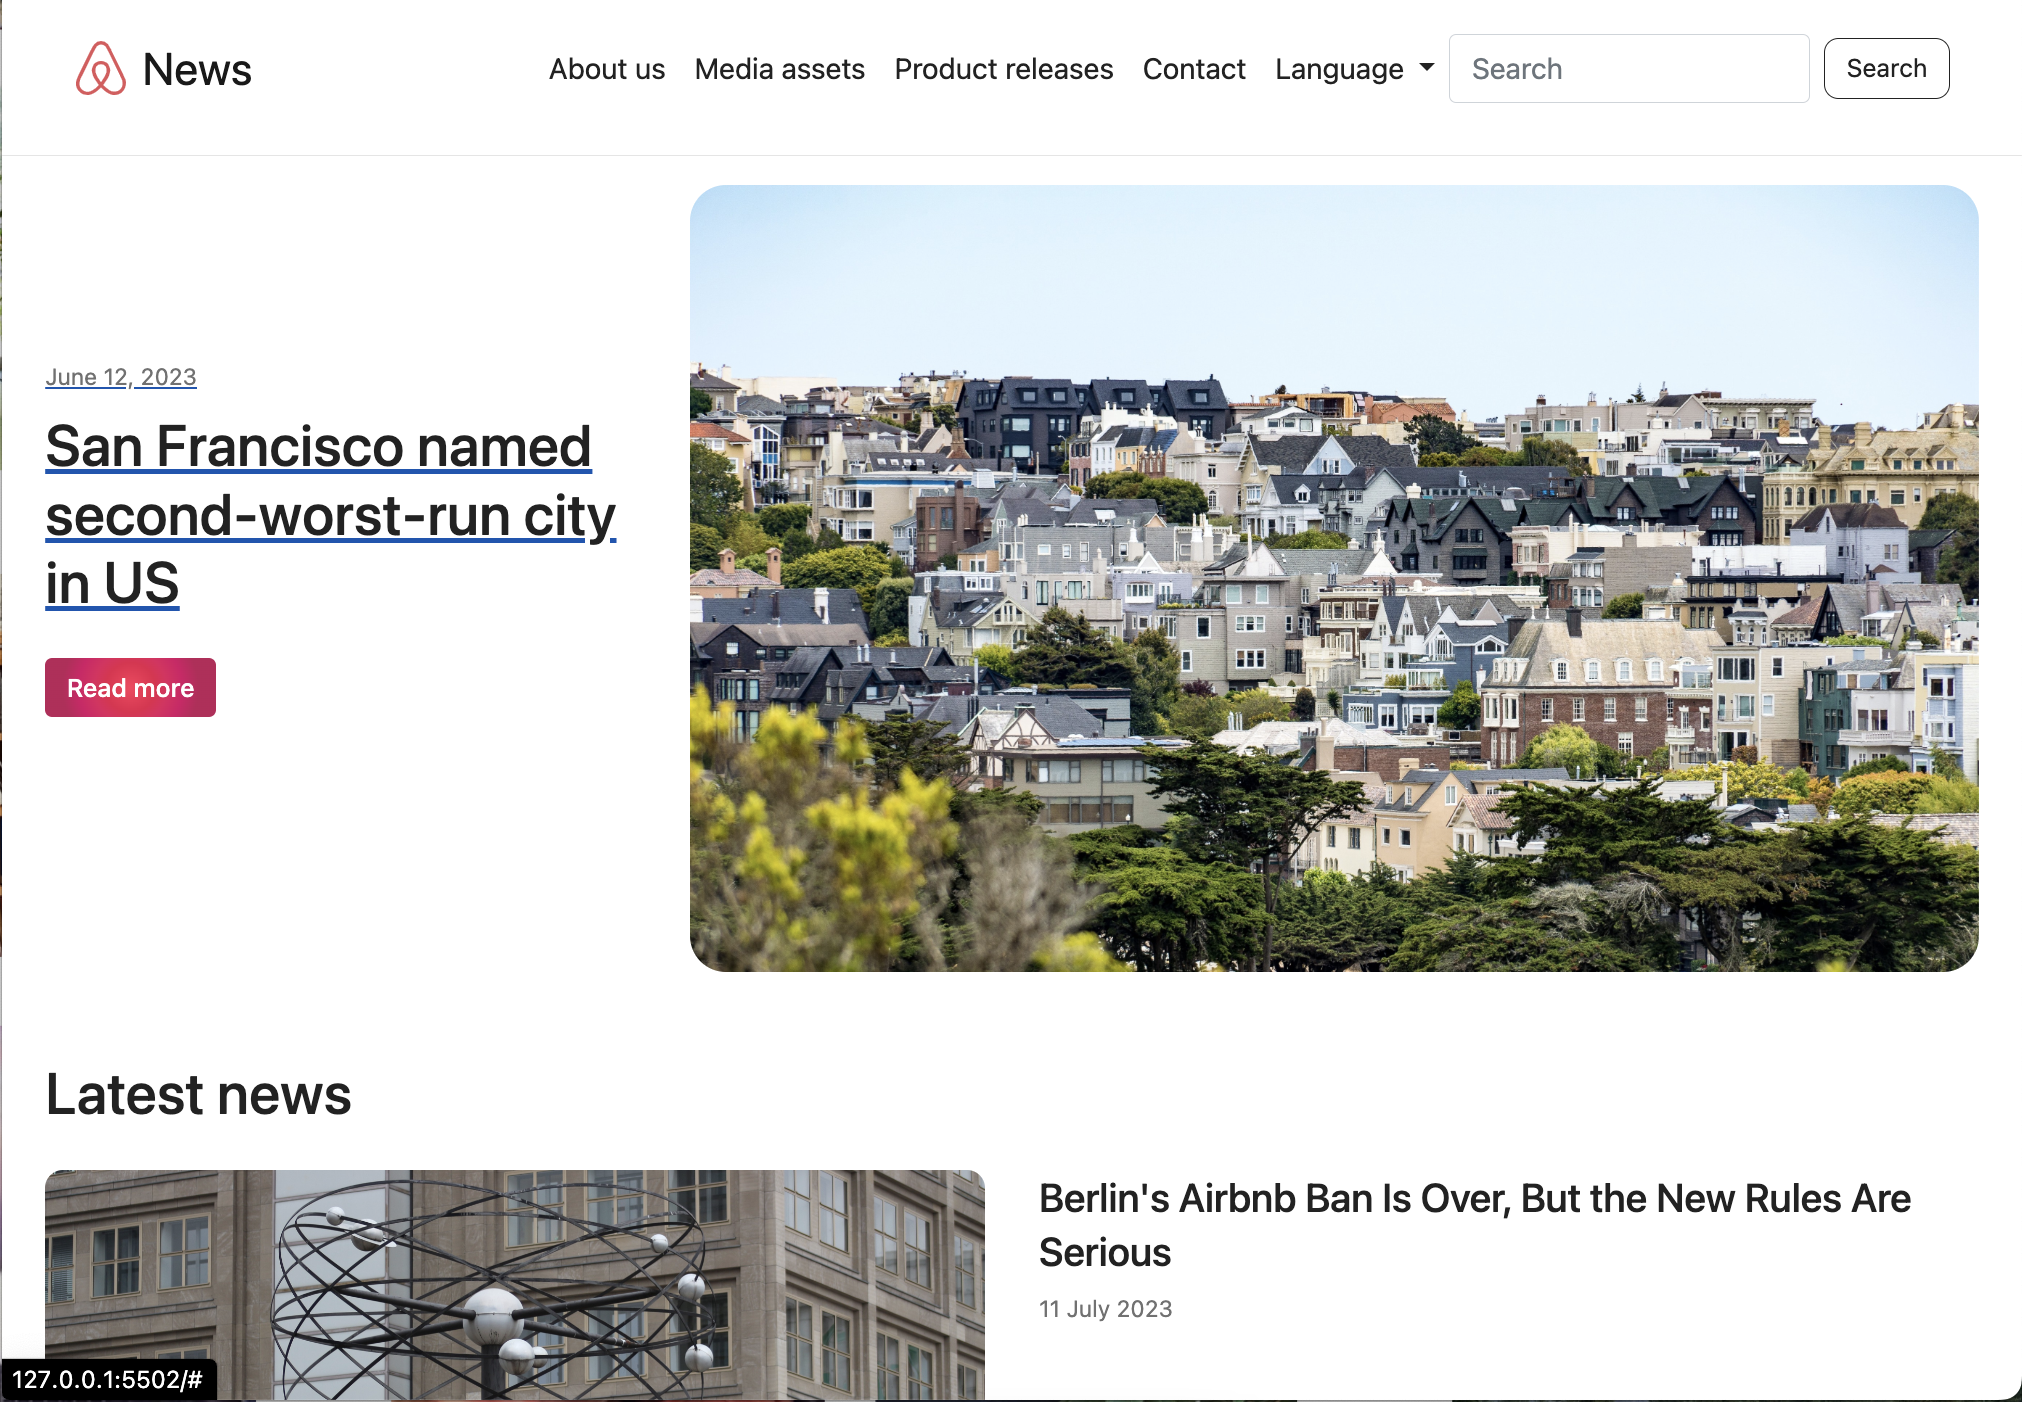 News
About us Media assets Product releases Contact Language Search Search
June 12, 2023
San Francisco named
second-worst-run city
in US
Read more
Latest news
Berlin's Airbnb Ban Is Over, But the New Rules Are
Serious
11 July 2023
127.0.0.1:5502/#